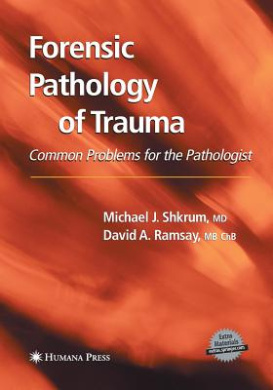 Forensic
Pathology
of Trauma
Common Problems for the Pathologist
Michael J. Shkrum, MD
David A. Ramsay, MB ChB
Extra
Materials
HUMANA PRESS